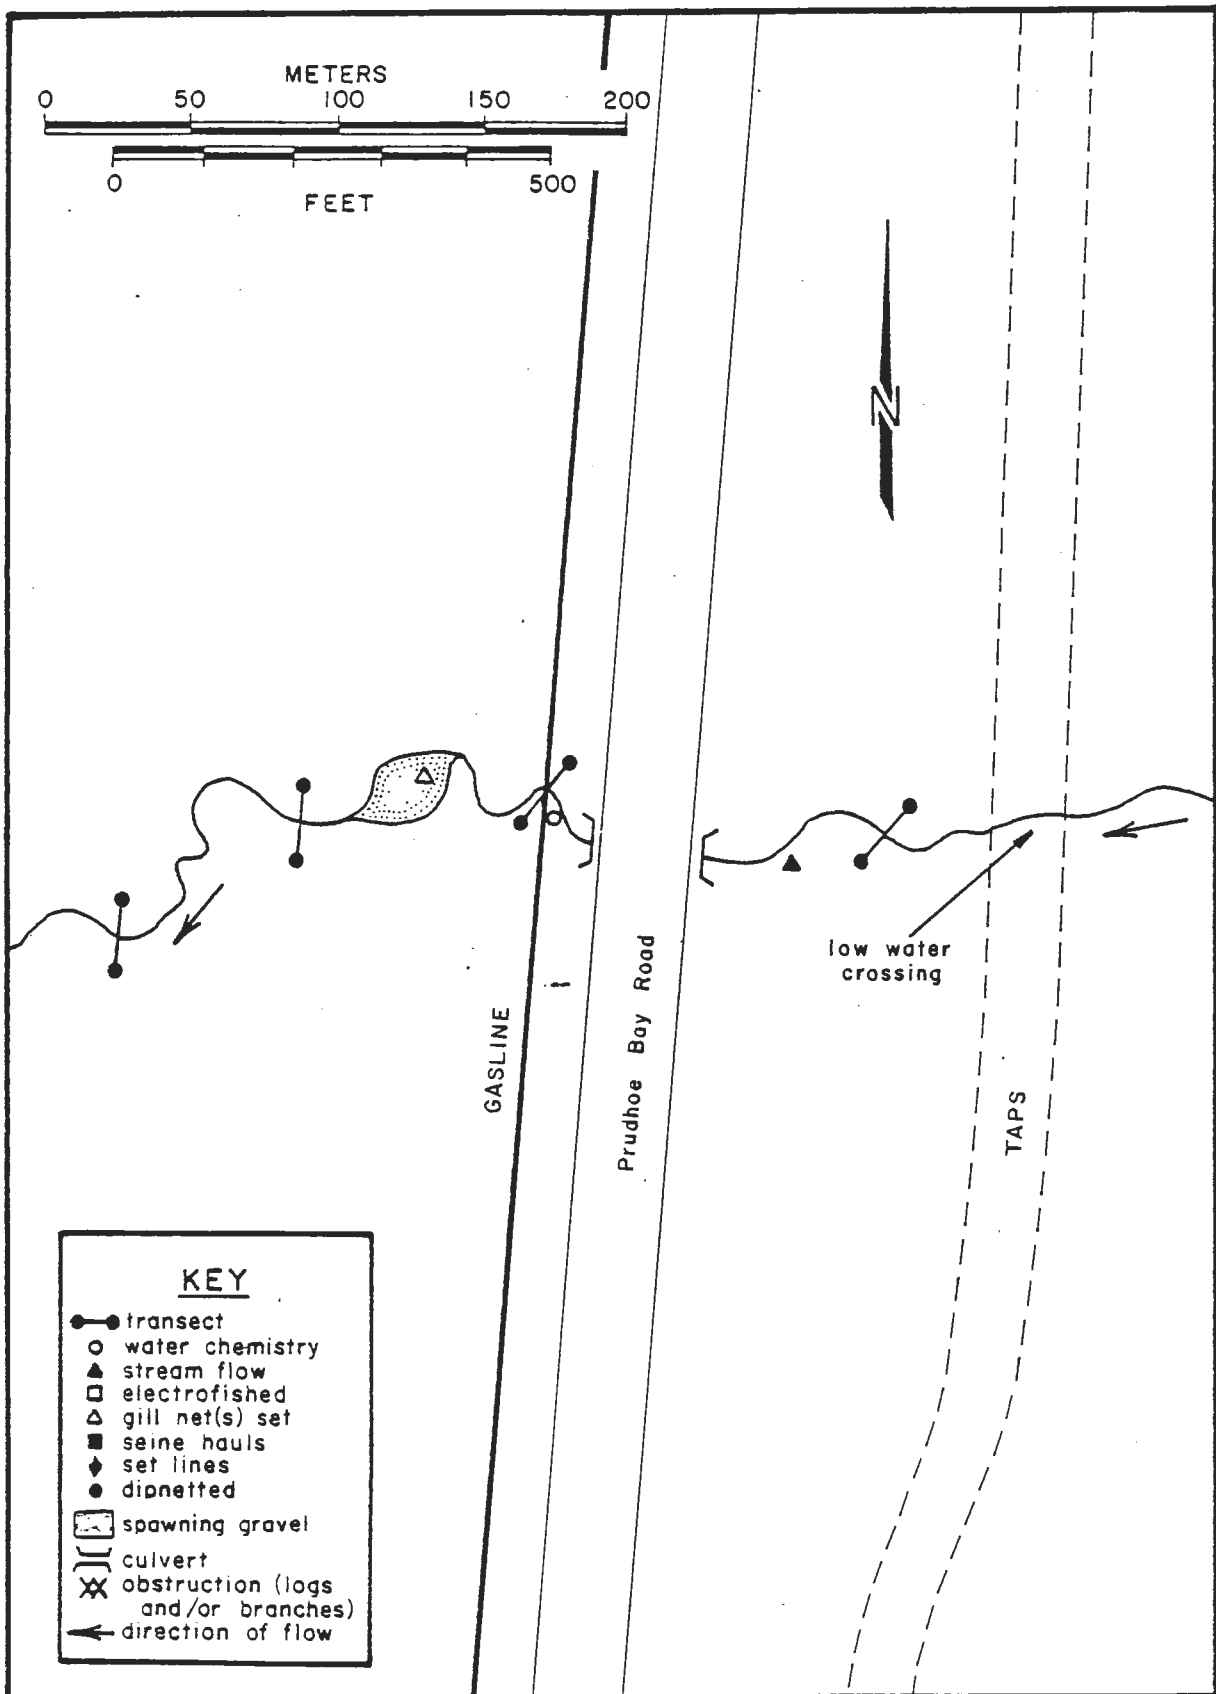 METERS
0 50 100 150 200
0 500
FEET
N
low water
crossing
GASLINE
Prudhoe Bay Road
TAPS
KEY
transect
water chemistry
stream flow
electrofished
gill net(s) set
seine hauls
set lines
dipnetted
spawning gravel
culvert
obstruction (logs
and/or branches)
direction of flow